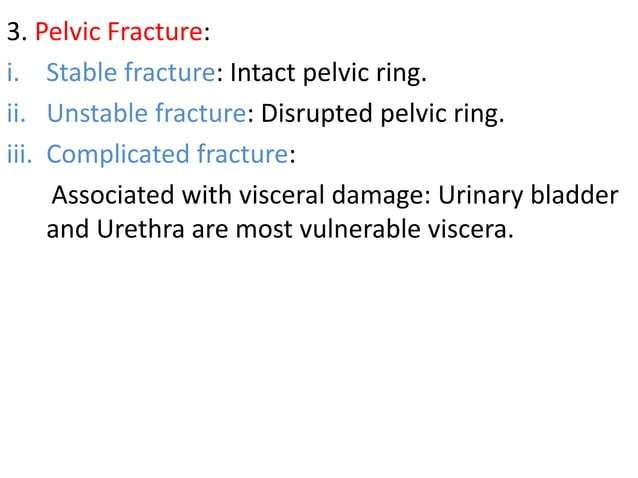 3. Pelvic Fracture:
i. Stable fracture: Intact pelvic ring.
ii. Unstable fracture: Disrupted pelvic ring.
iii. Complicated fracture:
Associated with visceral damage: Urinary bladder
and Urethra are most vulnerable viscera.